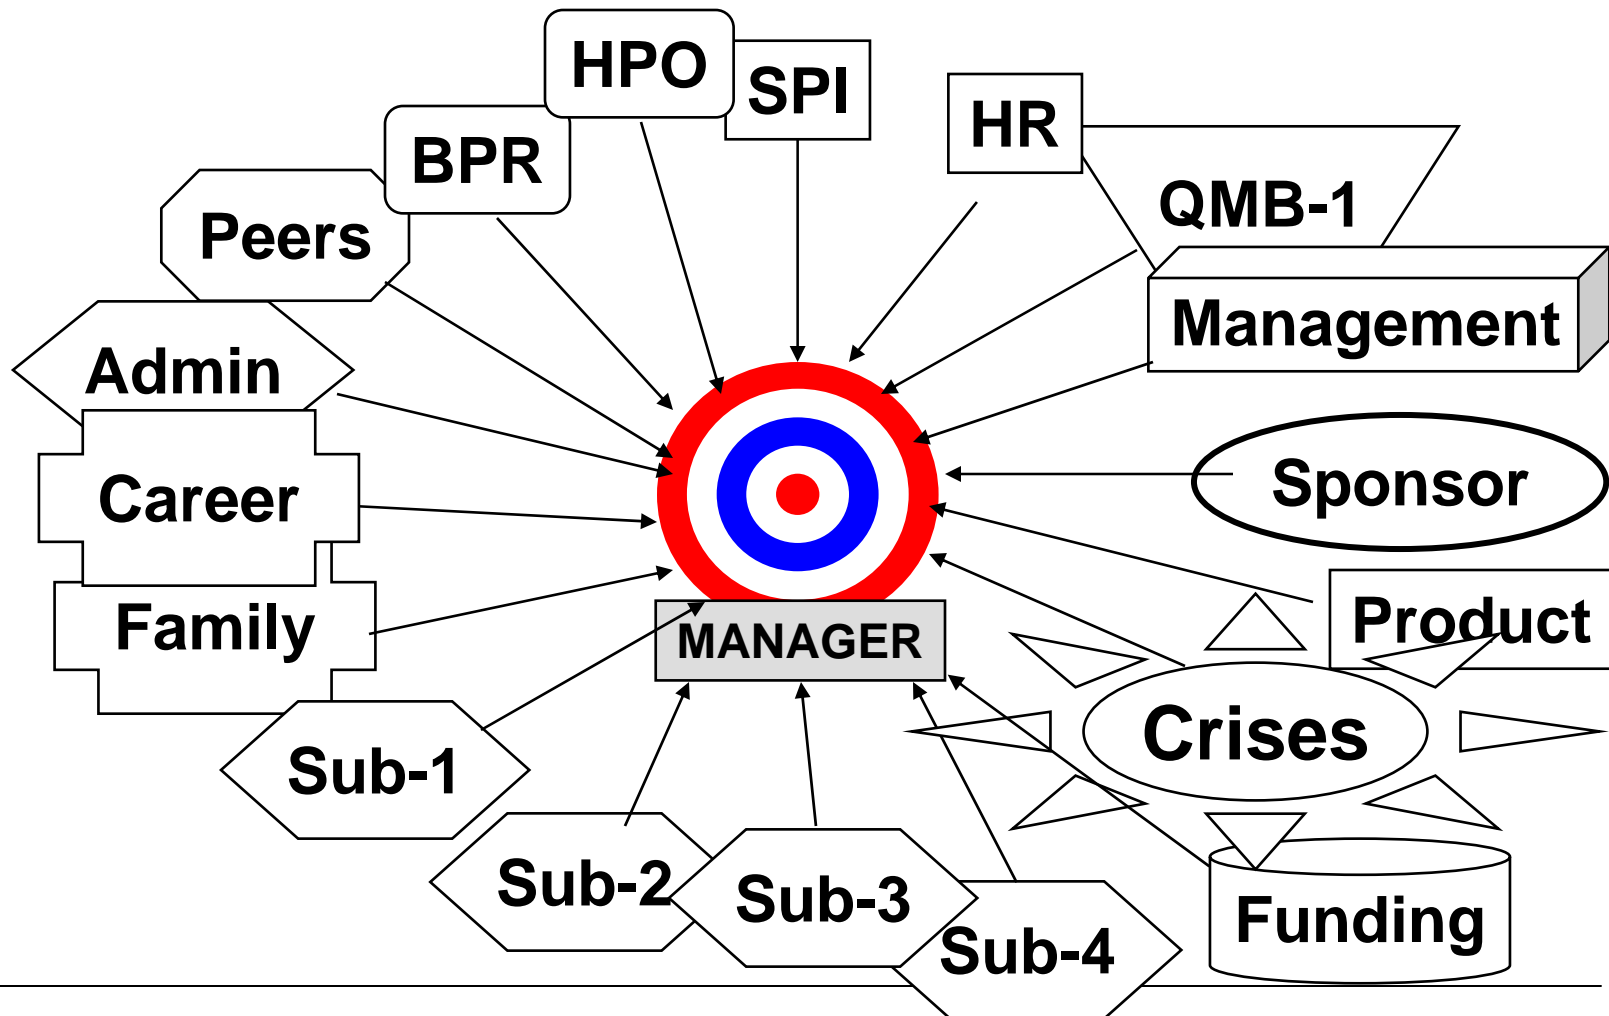 HPO
SPI
HR
BPR
QMB-1
Peers
Management
Admin
Career
Sponsor
Family
MANAGER
Product
Crises
Sub-1
Sub-2
Sub-3
Sub-4
Funding